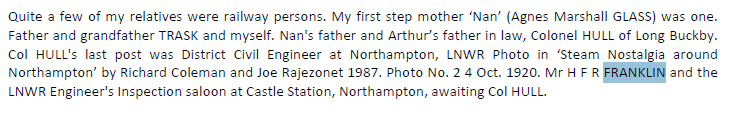 Quite a few of my relatives were railway persons. My first step mother ‘Nan’ (Agnes Marshall GLASS) was one.
Father and grandfather TRASK and myself. Nan's father and Arthur’s father in law, Colonel HULL of Long Buckby.
Col HULL's last post was District Civil Engineer at Northampton, LNWR Photo in ‘Steam Nostalgia around
Northampton’ by Richard Coleman and Joe Rajezonet 1987. Photo No. 2 4 Oct. 1920. Mr H F R FRANKLIN and the
LNWR Engineer's Inspection saloon at Castle Station, Northampton, awaiting Col HULL.